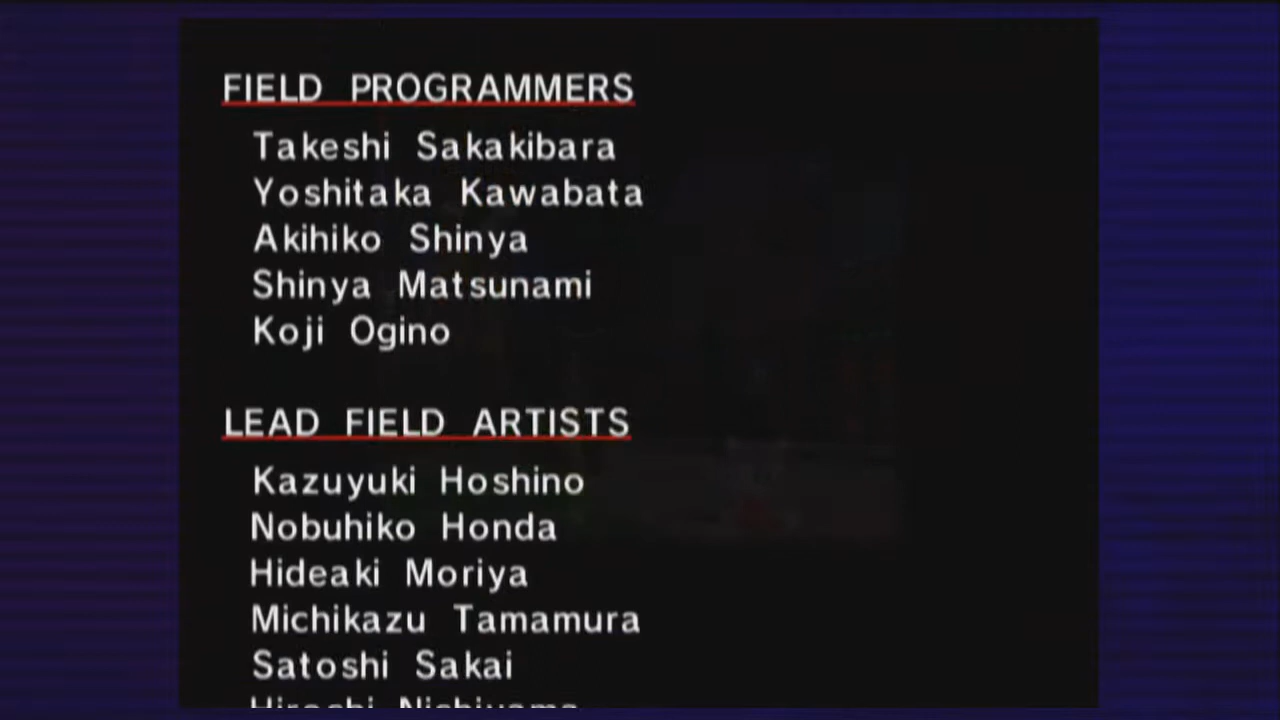 FIELD PROGRAMMERS
Takeshi Sakakibara
Yoshitaka Kawabata
Akihiko Shinya
Shinya Matsunami
Koji Ogino
LEAD FIELD ARTISTS
Kazuyuki Hoshino
Nobuhiko Honda
Hideaki Moriya
Michikazu Tamamura
Satoshi Sakai